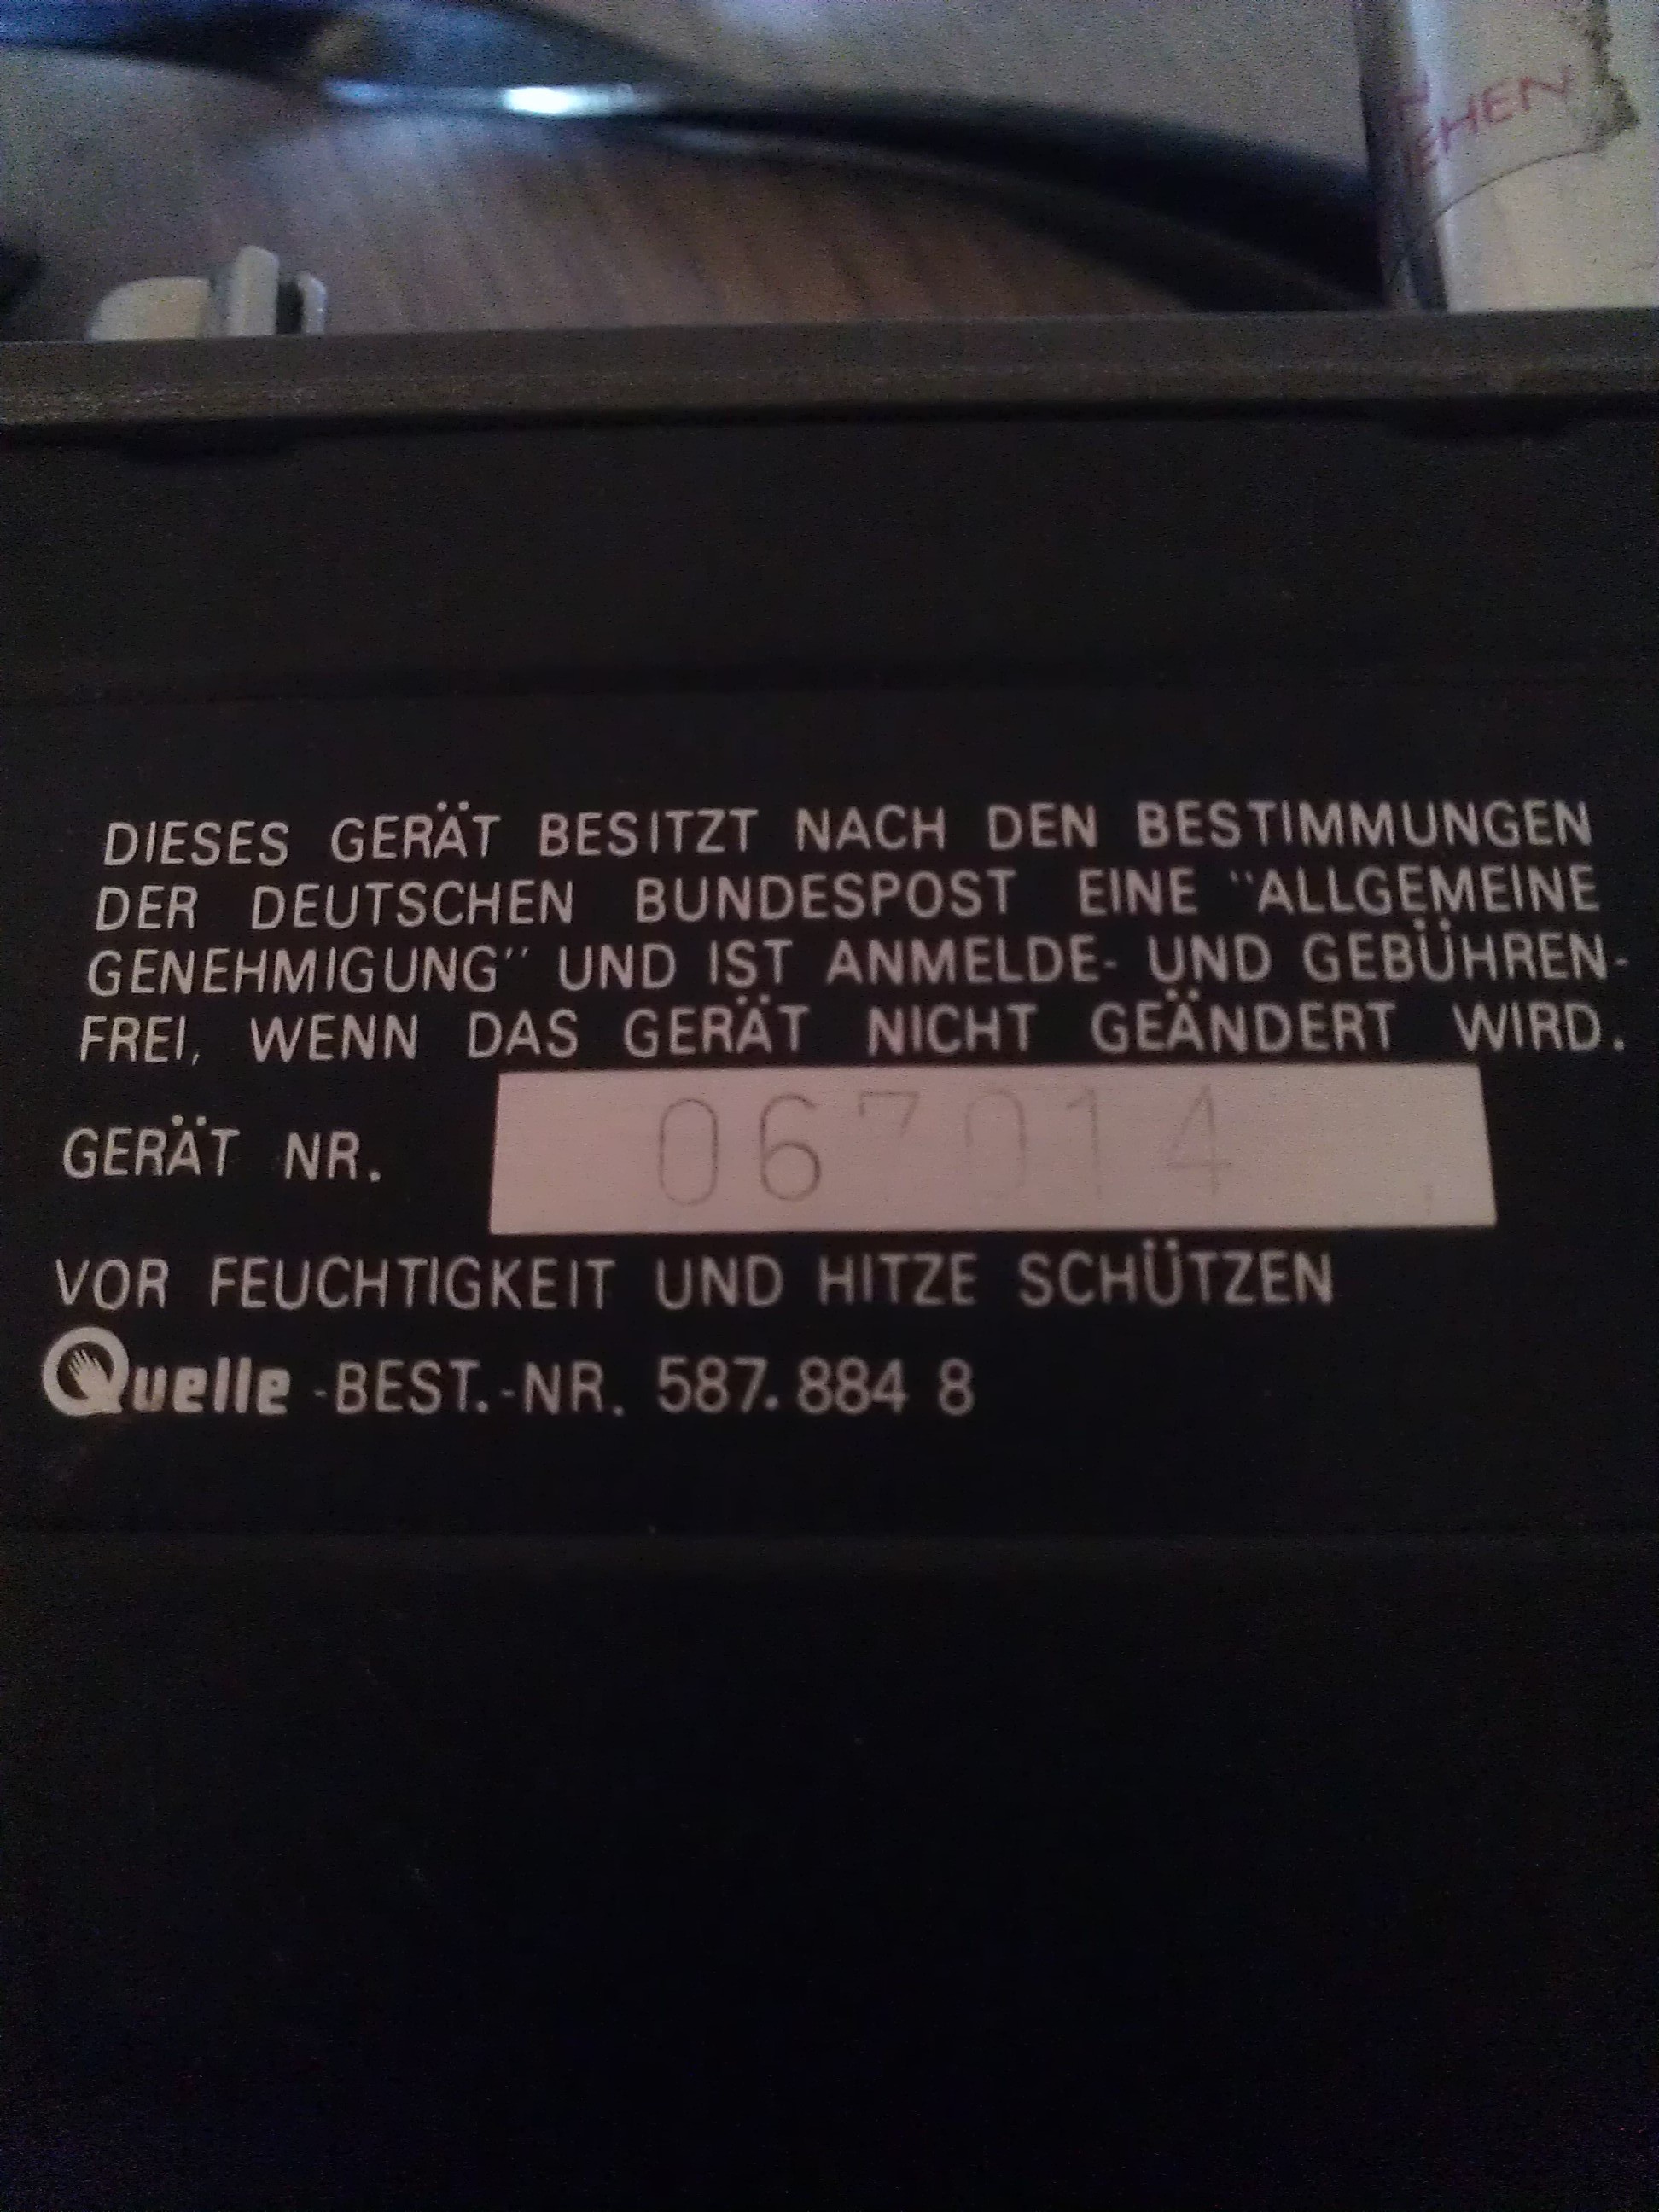 EHEN
DIESES GERÄT BESITZT NACH DEN BESTIMMUNGEN
DER DEUTSCHEN BUNDESPOST EINE "ALLGEMEINE
GENEHMIGUNG" UND IST ANMELDE- UND GEBÜHREN-
FREI, WENN DAS GERÄT NICHT GEÄNDERT WIRD.
GERÄT NR. 067014
VOR FEUCHTIGKEIT UND HITZE SCHÜTZEN
Quelle -BEST.-NR. 587.884 8